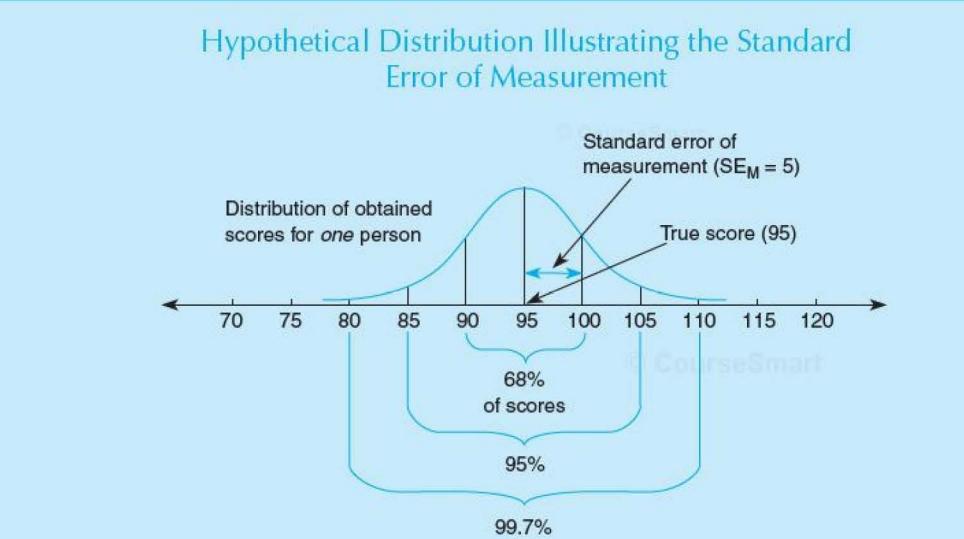 Hypothetical Distribution Illustrating the Standard
Error of Measurement
Standard error of
measurement (SEM = 5)
Distribution of obtained
scores for one person
True score (95)
70 75 80 85 90 95 100 105 110 115 120
© CourseSmart
68%
of scores
95%
99.7%